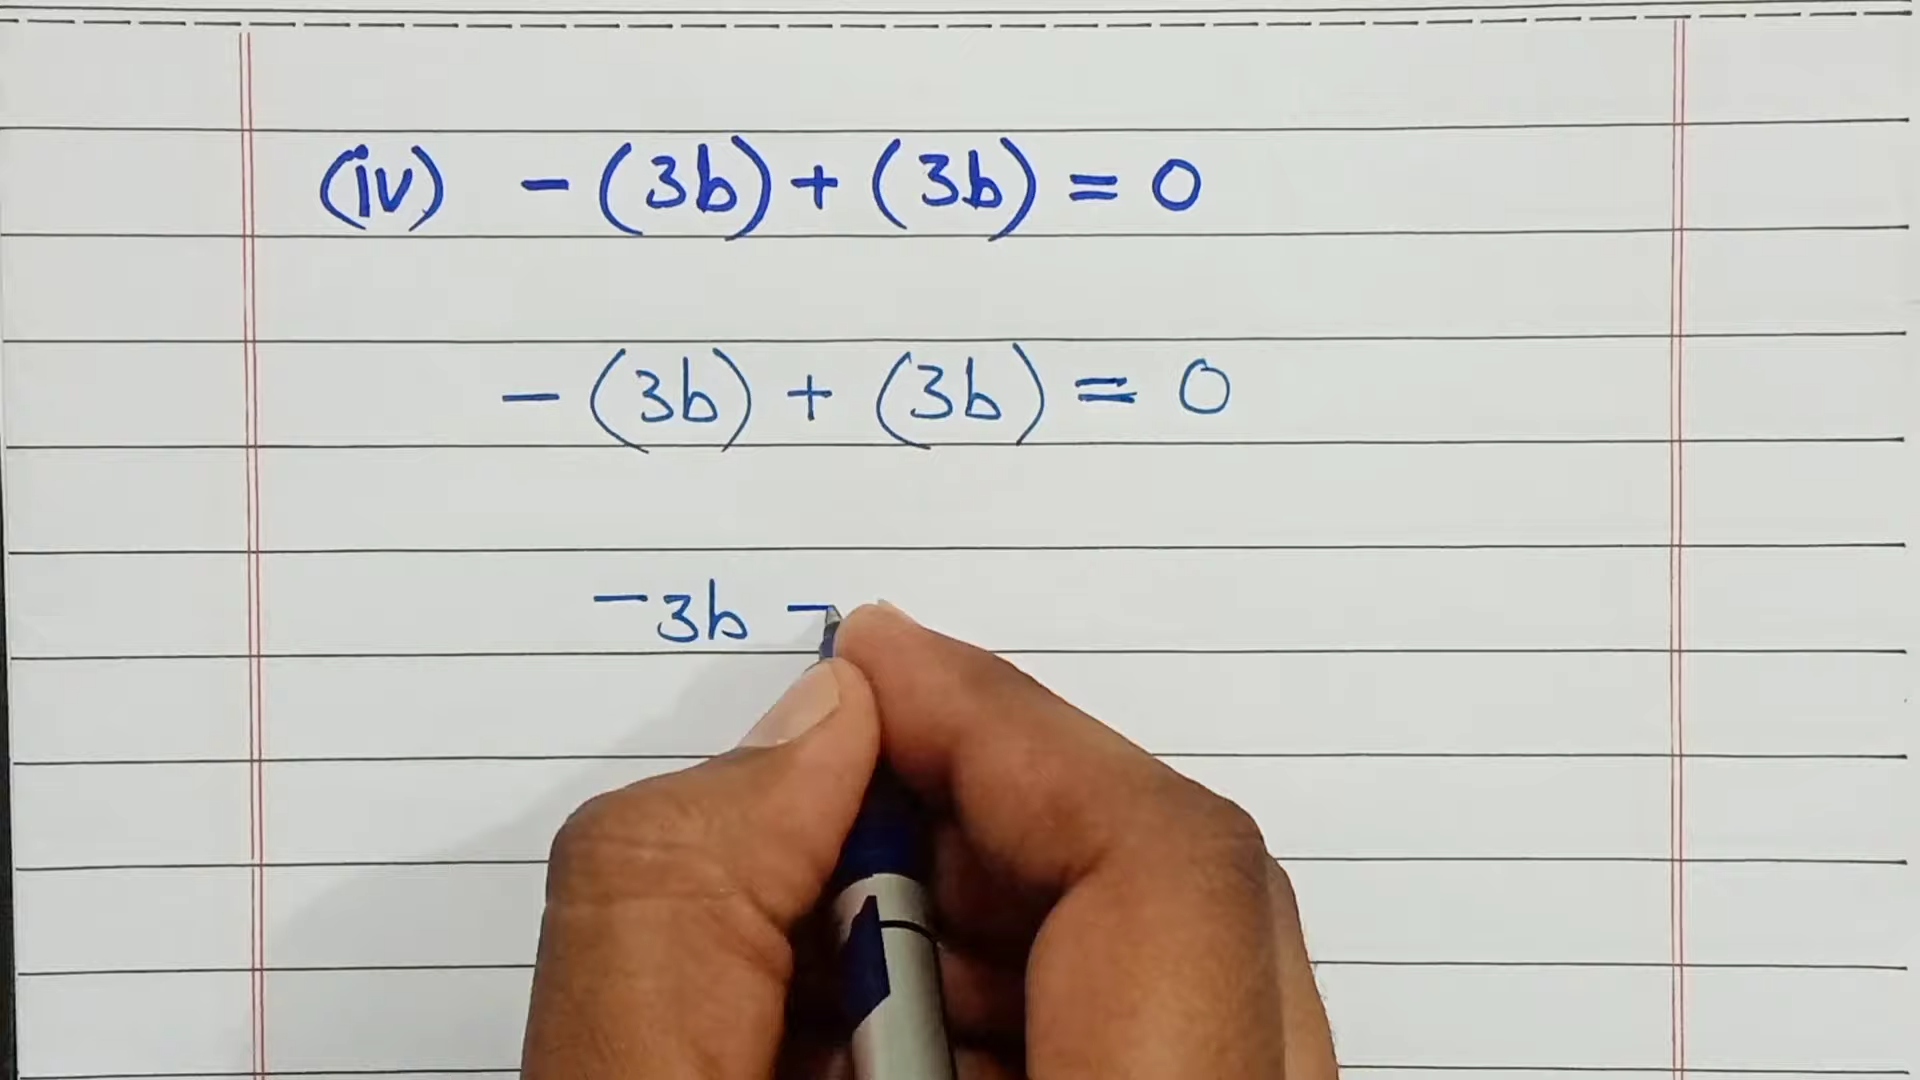 (iv) -(3b)+(3b)=0
-(3b) + (3b) = 0
-3b -